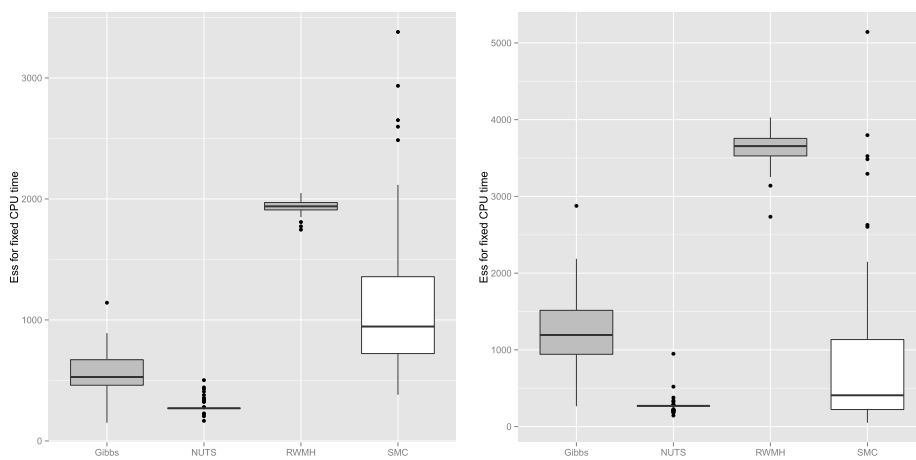 Ess for fixed CPU time
3000
2000
1000
0
Gibbs NUTS RWMH SMC
Ess for fixed CPU time
5000
4000
3000
2000
1000
0
Gibbs NUTS RWMH SMC